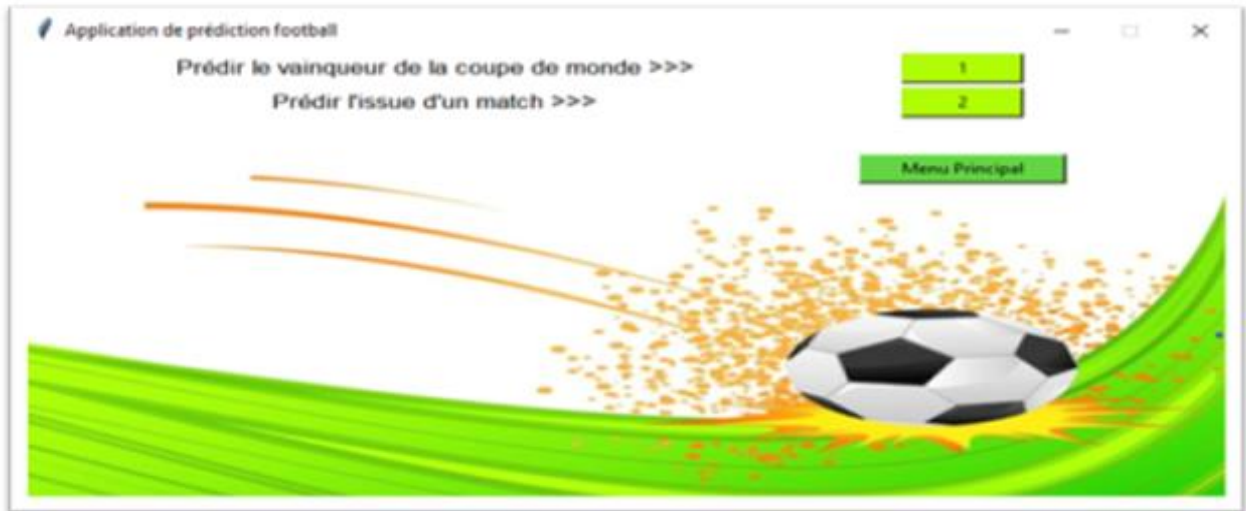 Application de prédiction football
Prédir le vainqueur de la coupe de monde >>>
1
Prédir l'issue d'un match >>>
2
Menu Principal